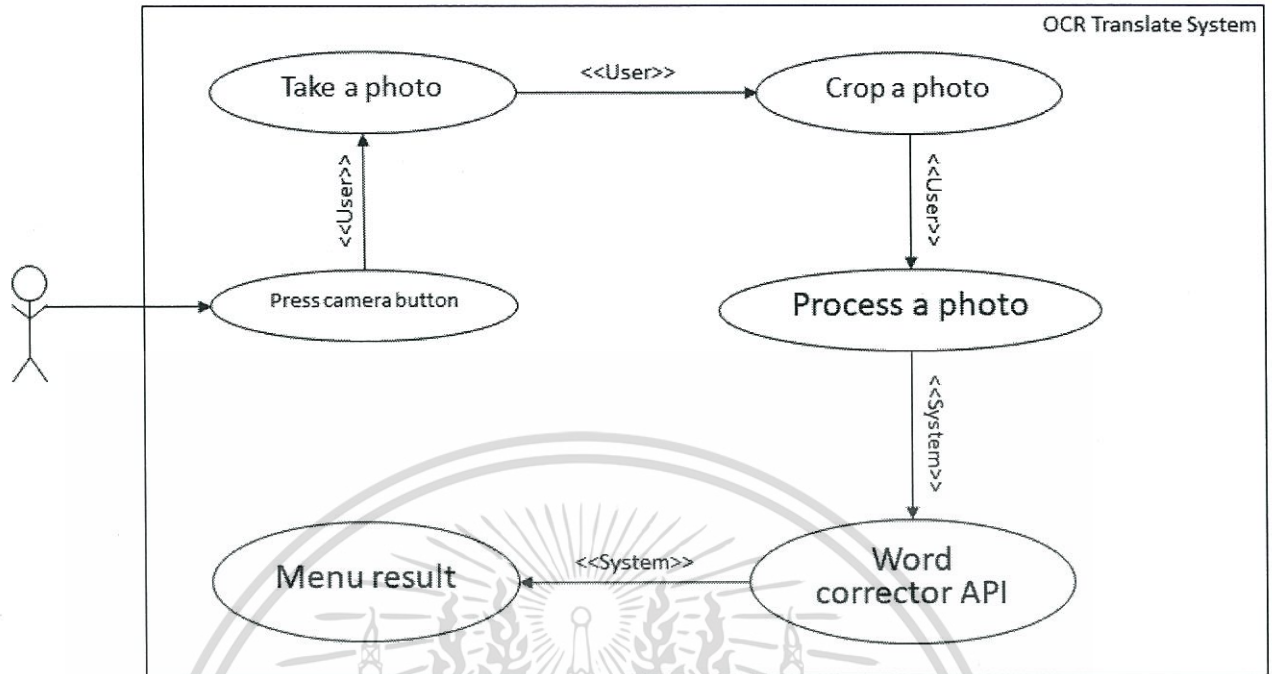 OCR Translate System
Take a photo
<<User>>
Crop a photo
<<User>>
<<User>>
Press camera button
Process a photo
<<System>>
Menu result
<<System>>
Word
corrector API